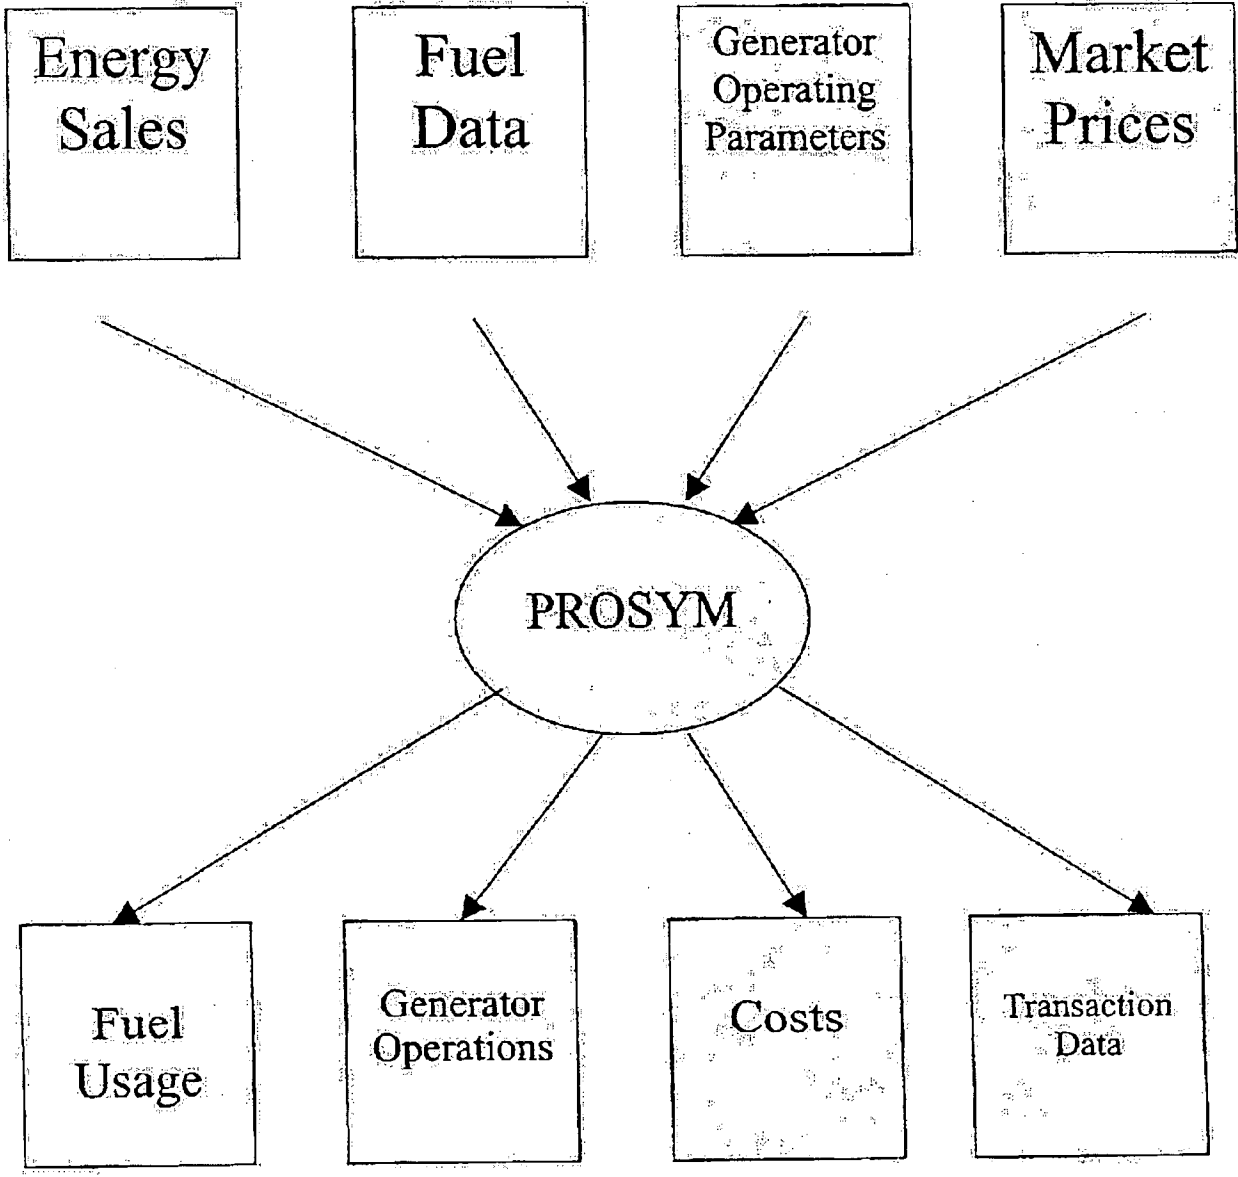 Energy
Sales
Fuel
Data
Generator
Operating
Parameters
Market
Prices
PROSYM
Fuel
Usage
Generator
Operations
Costs
Transaction
Data